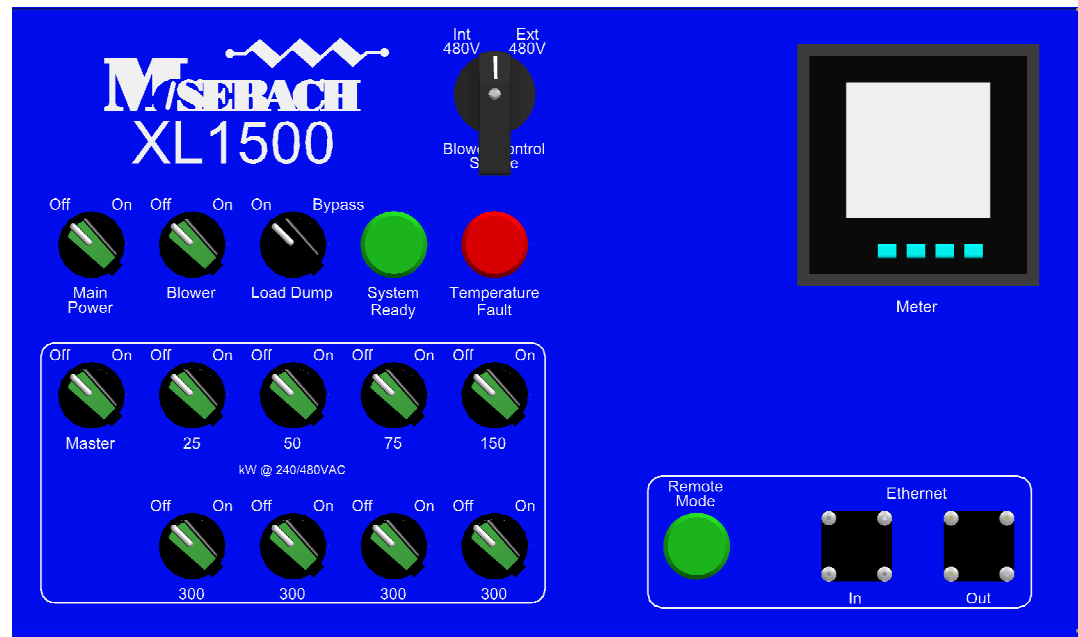 Int Ext
480V 480V
MOSEBACH
XL1500
Blower Control
Off On Off On On Bypass
Main Blower Load Dump System Temperature
Power Ready Fault
Meter
Off On Off On Off On Off On Off On
Master 25 50 75 150
kW @ 240/480VAC
Off On Off On Off On Off On
300 300 300 300
Remote
Mode
Ethernet
In Out